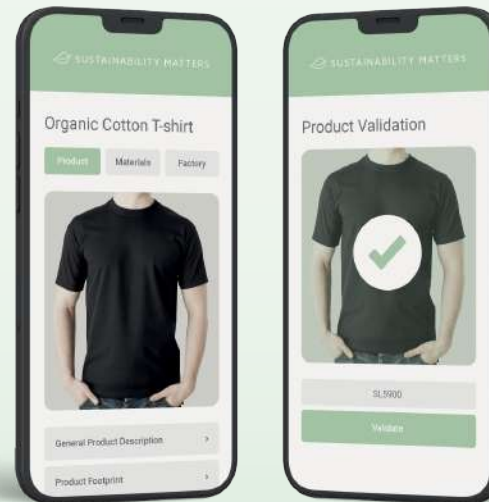 SUSTAINABILITY MATTERS
Organic Cotton T-shirt
Product Materials Factory
General Product Description
Product Footprint
SUSTAINABILITY MATTERS
Product Validation
SL5900
Validate